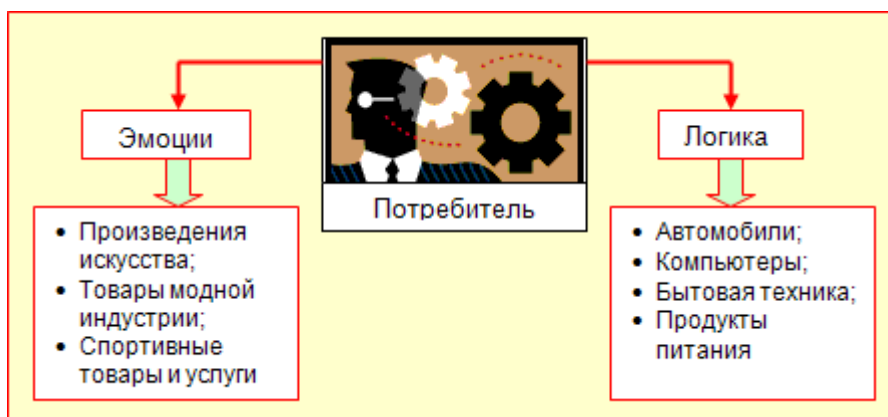 Потребитель
Эмоции
• Произведения
искусства;
• Товары модной
индустрии;
• Спортивные
товары и услуги
Логика
• Автомобили;
• Компьютеры;
• Бытовая техника;
• Продукты
питания